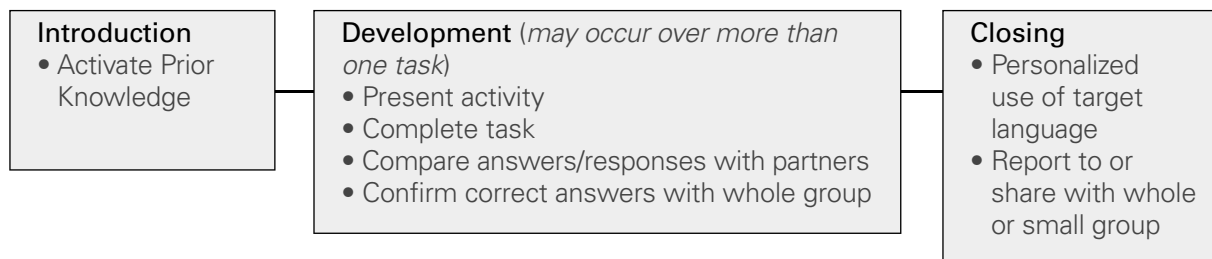 Introduction
• Activate Prior
Knowledge
Development (may occur over more than
one task)
• Present activity
• Complete task
• Compare answers/responses with partners
• Confirm correct answers with whole group
Closing
• Personalized
use of target
language
• Report to or
share with whole
or small group